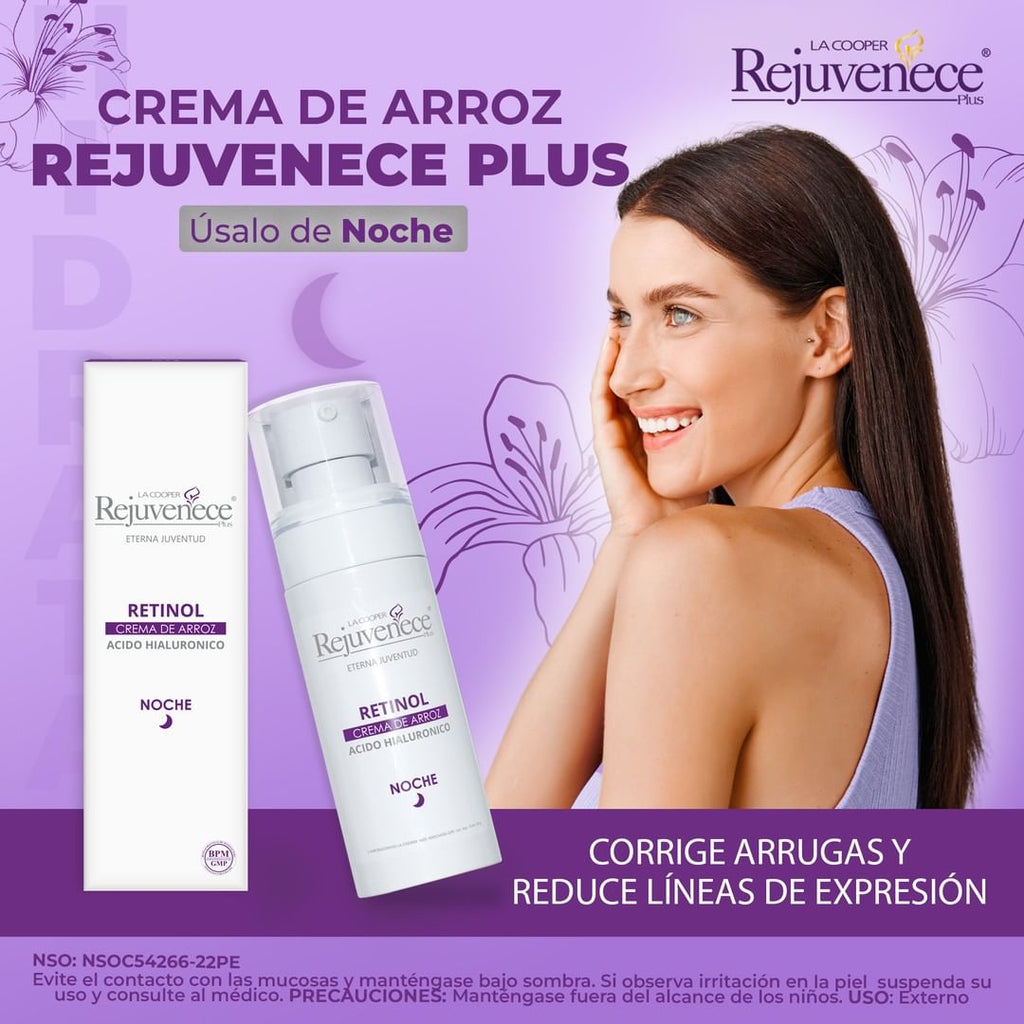 LA COOPER
Rejuvenece®
Plus
CREMA DE ARROZ
REJUVENECE PLUS
Úsalo de Noche
HIDRATA
LA COOPER
Rejuvenece®
Plus
ETERNA JUVENTUD
RETINOL
CREMA DE ARROZ
ACIDO HIALURONICO
NOCHE
BPM
GMP
LA COOPER
Rejuvenece®
Plus
ETERNA JUVENTUD
RETINOL
CREMA DE ARROZ
ACIDO HIALURONICO
NOCHE
CORRIGE ARRUGAS Y
REDUCE LÍNEAS DE EXPRESIÓN
NSO: NSOC54266-22PE
Evite el contacto con las mucosas y manténgase bajo sombra. Si observa irritación en la piel suspenda su
uso y consulte al médico. PRECAUCIONES: Manténgase fuera del alcance de los niños. USO: Externo